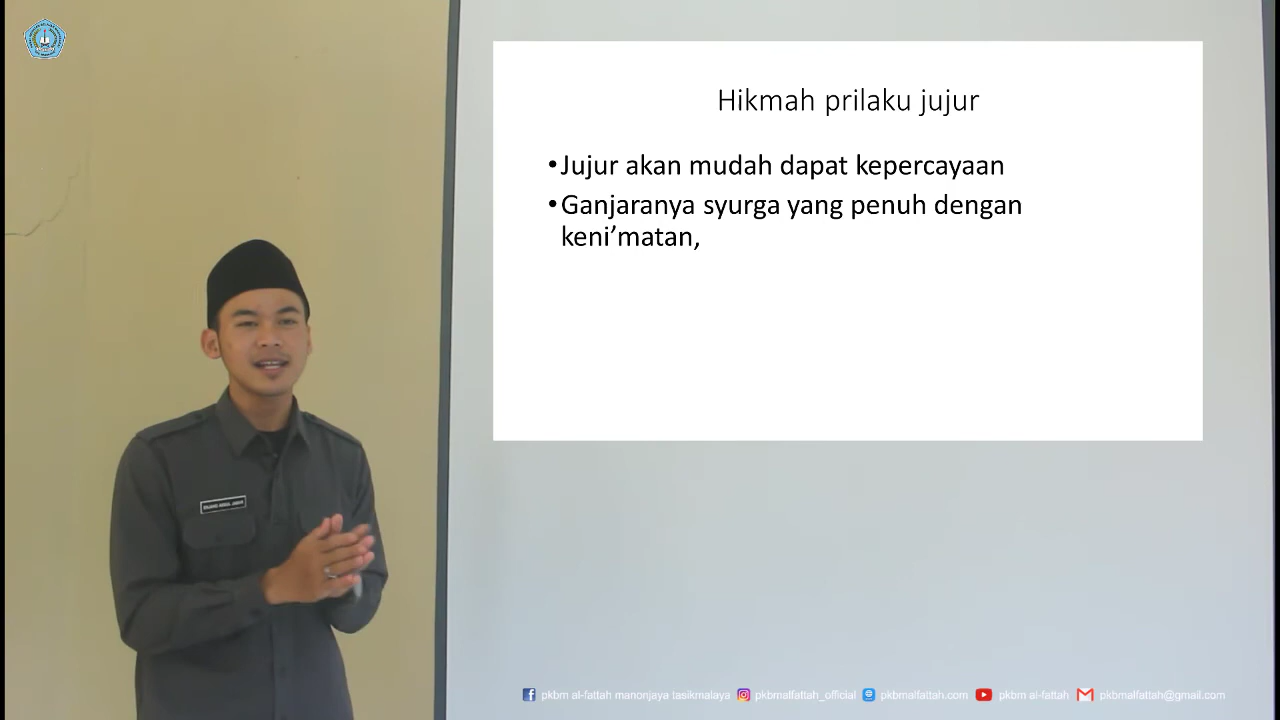 Hikmah prilaku jujur
•Jujur akan mudah dapat kepercayaan
•Ganjaranya syurga yang penuh dengan
keni’matan,
pkbm al-fattah manonjaya tasikmalaya pkbmalfattah_official pkbmalfattah.com pkbm al-fattah pkbmalfattah@gmail.com